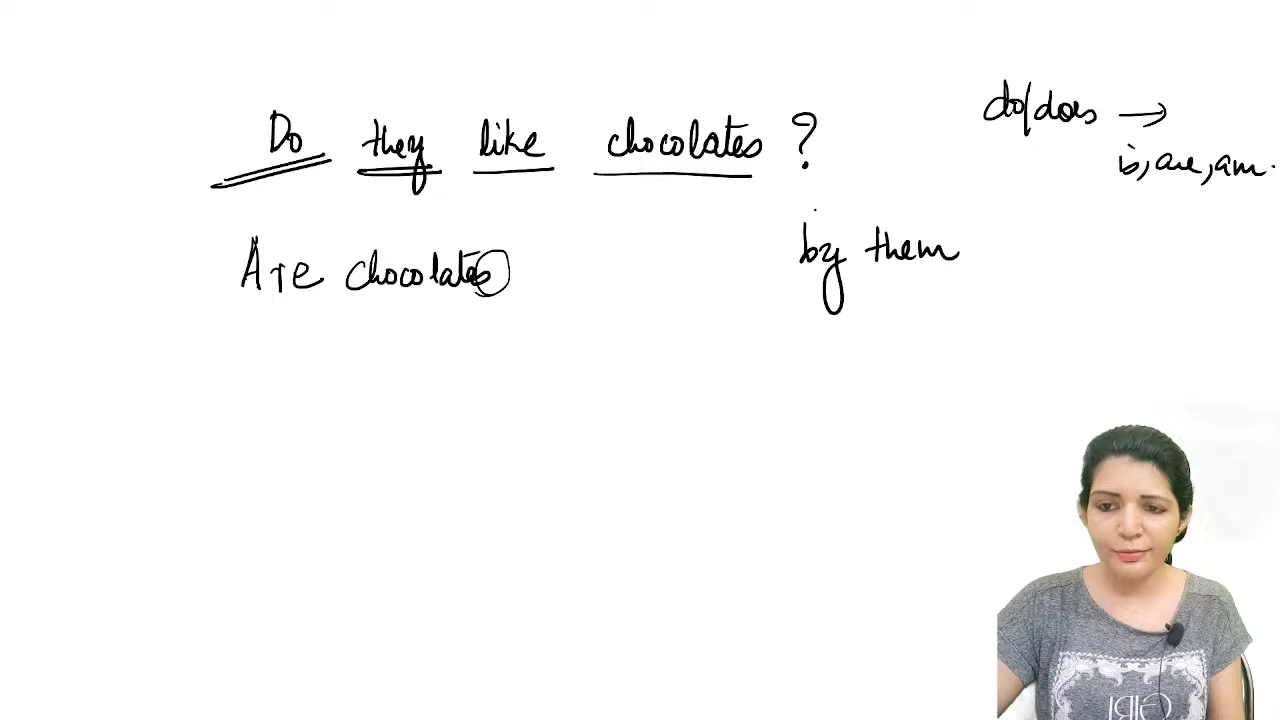 Do they like chocolates ?
do/does →
is, are, am.
Are chocolates
by them